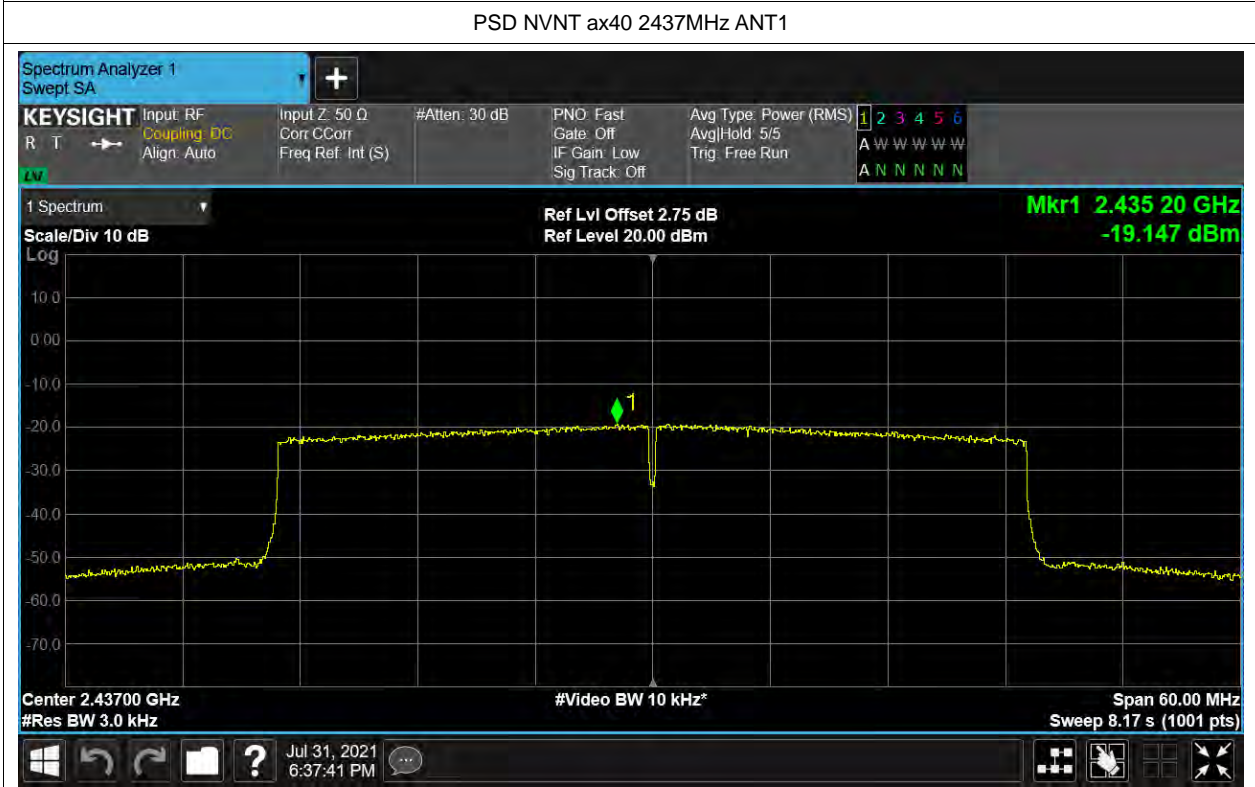 PSD NVNT ax40 2437MHz ANT1
Spectrum Analyzer 1
Swept SA
+
KEYSIGHT
R T
LXI
Input: RF
Coupling: DC
Align: Auto
Input Z: 50 Ω
Corr CCorr
Freq Ref: Int (S)
#Atten: 30 dB
PNO: Fast
Gate: Off
IF Gain: Low
Sig Track: Off
Avg Type: Power (RMS)
Avg|Hold: 5/5
Trig: Free Run
1 2 3 4 5 6
A W W W W W
A N N N N N
1 Spectrum
Scale/Div 10 dB
Log
Ref Lvl Offset 2.75 dB
Ref Level 20.00 dBm
Mkr1 2.435 20 GHz
-19.147 dBm
10.0
0.00
-10.0
-20.0
-30.0
-40.0
-50.0
-60.0
-70.0
1
Center 2.43700 GHz
#Res BW 3.0 kHz
#Video BW 10 kHz*
Span 60.00 MHz
Sweep 8.17 s (1001 pts)
?
Jul 31, 2021
6:37:41 PM